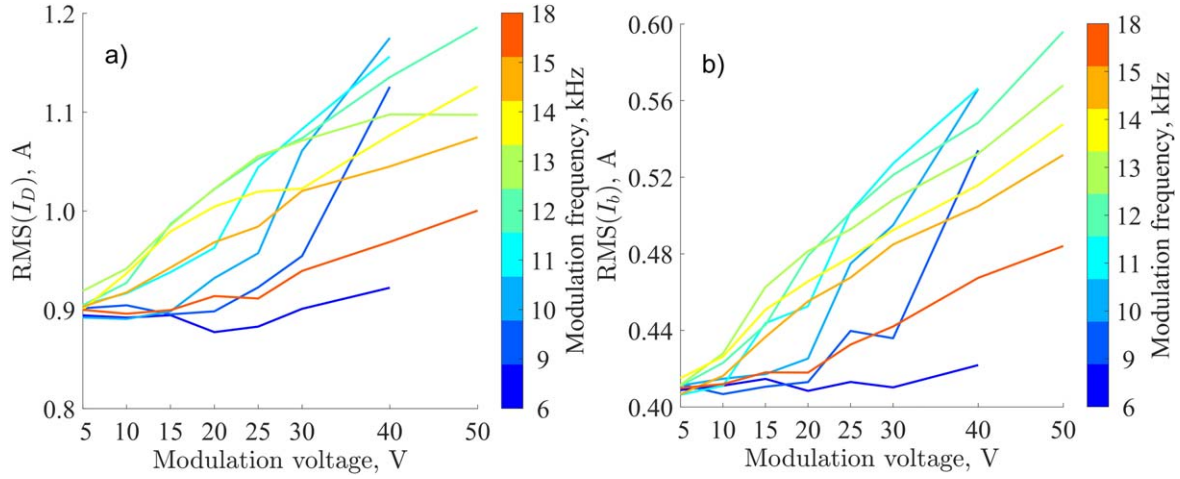 a)
1.2
1.1
1.0
0.9
0.8
RMS(I_D), A
5 10 15 20 25 30 40 50
Modulation voltage, V
18
15
14
13
12
11
10
9
6
Modulation frequency, kHz
b)
0.60
0.56
0.52
0.48
0.44
0.40
RMS(I_b), A
5 10 15 20 25 30 40 50
Modulation voltage, V
18
15
14
13
12
11
10
9
6
Modulation frequency, kHz